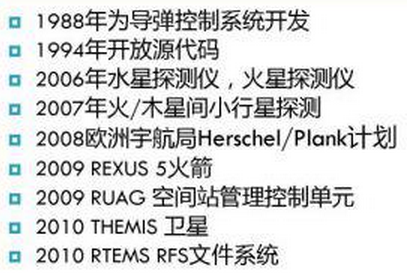 1988年为导弹控制系统开发
1994年开放源代码
2006年水星探测仪，火星探测仪
2007年火/木星间小行星探测
2008欧洲宇航局Herschel/Plank计划
2009 REXUS 5火箭
2009 RUAG 空间站管理控制单元
2010 THEMIS 卫星
2010 RTEMS RFS文件系统